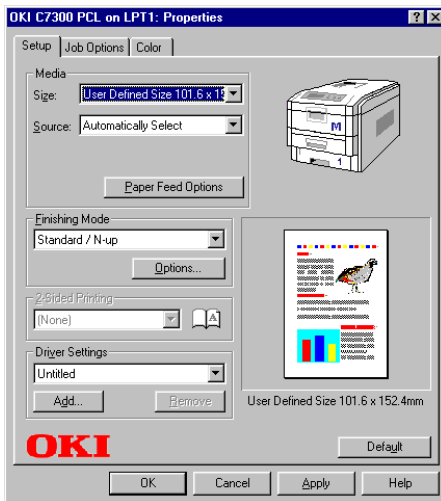 OKI C7300 PCL on LPT1: Properties
Setup
Job Options
Color
Media
Size:
User Defined Size 101.6 x 15
Source:
Automatically Select
M
1
Paper Feed Options
Finishing Mode
Standard / N-up
Options...
2-Sided Printing
(None)
A
Driver Settings
Untitled
Add...
Remove
User Defined Size 101.6 x 152.4mm
OKI
Default
OK
Cancel
Apply
Help